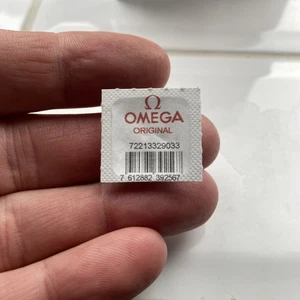 Ω
OMEGA
ORIGINAL
72213329033
7 612882 392567